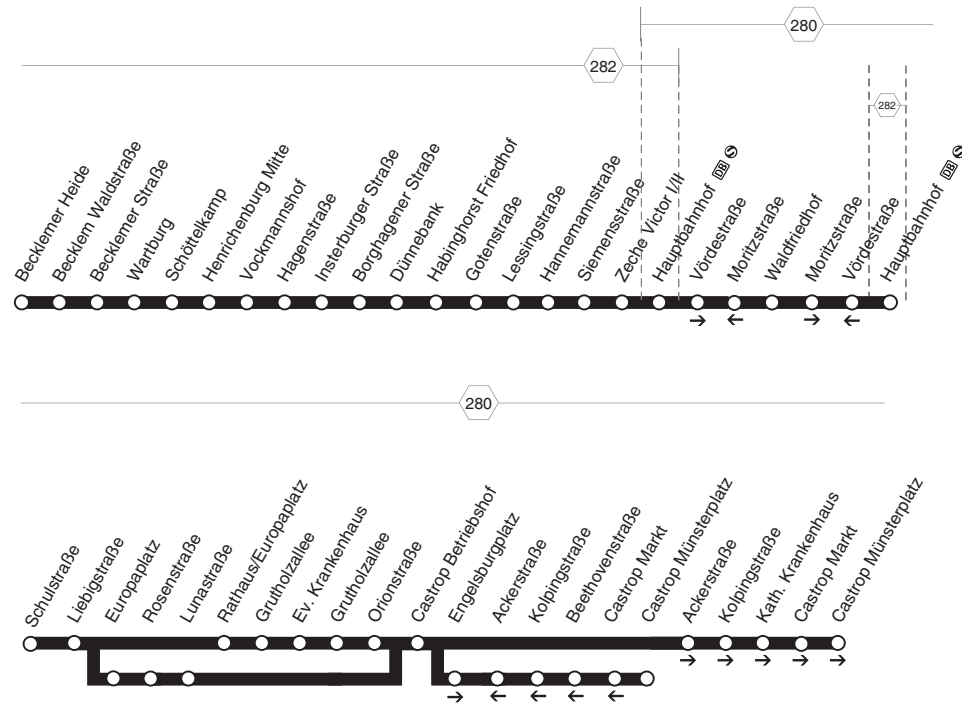 280
282
282
Becklemer Heide
Becklem Waldstraße
Becklemer Straße
Wartburg
Schöttelkamp
Henrichenburg Mitte
Vockmannshof
Hagenstraße
Insterburger Straße
Borghagener Straße
Dünnebank
Habinghorst Friedhof
Gotenstraße
Lessingstraße
Hannemannstraße
Siemensstraße
Zeche Victor I/II
Hauptbahnhof DB S
Vördestraße
Moritzstraße
Waldfriedhof
Moritzstraße
Vördestraße
Hauptbahnhof DB S
280
Schulstraße
Liebigstraße
Europaplatz
Rosenstraße
Lunastraße
Rathaus/Europaplatz
Grutholzallee
Ev. Krankenhaus
Grutholzallee
Orionstraße
Castrop Betriebshof
Engelsburgplatz
Ackerstraße
Kolpingstraße
Beethovenstraße
Castrop Markt
Castrop Münsterplatz
Ackerstraße
Kolpingstraße
Kath. Krankenhaus
Castrop Markt
Castrop Münsterplatz